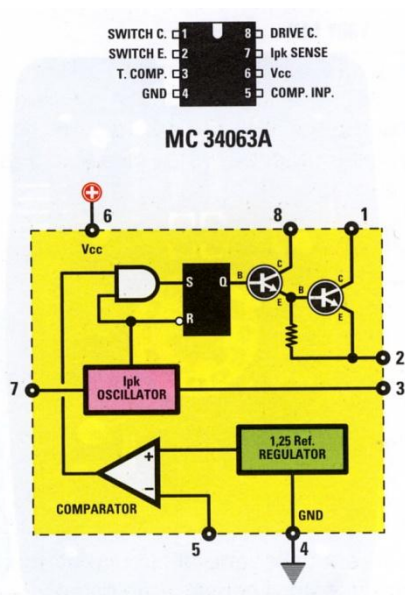 SWITCH C. 1 8 DRIVE C.
SWITCH E. 2 7 Ipk SENSE
T. COMP. 3 6 Vcc
GND 4 5 COMP. INP.
MC 34063A
6 8 1
Vcc
C
S Q B C
E B
R E
2
7 Ipk 3
OSCILLATOR
1,25 Ref.
+ REGULATOR
−
COMPARATOR GND
5 4